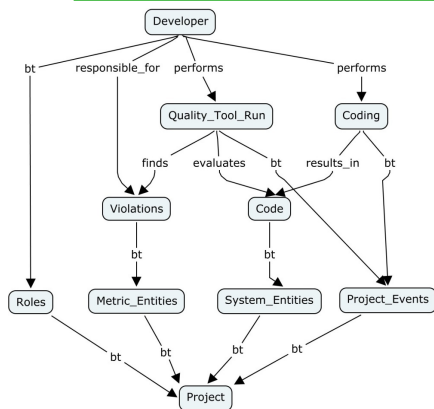 Developer
bt responsible_for performs performs
Quality_Tool_Run Coding
finds evaluates bt results_in bt
Violations Code
bt bt
Roles Metric_Entities System_Entities Project_Events
bt bt bt bt
Project